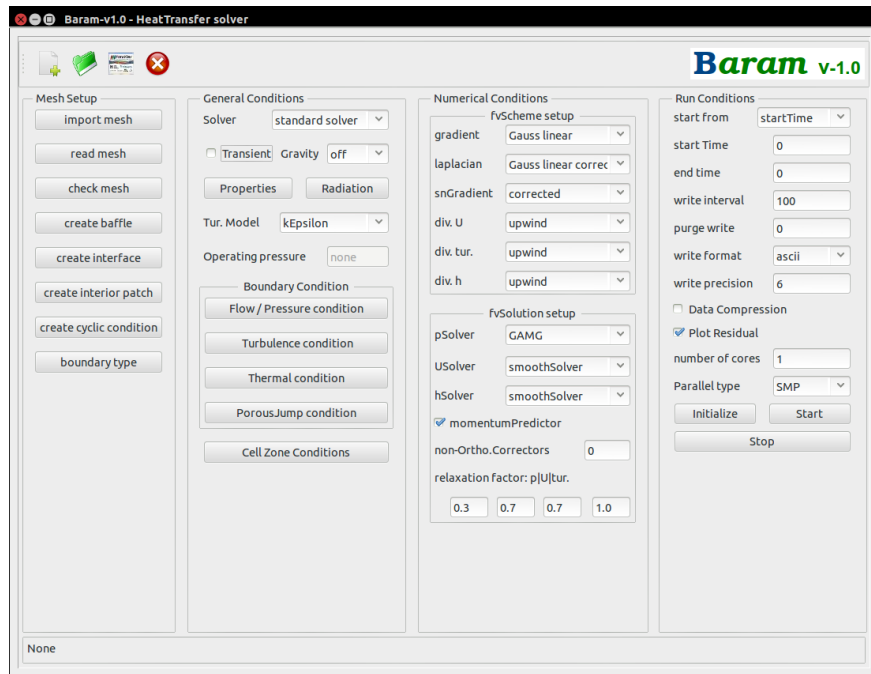 Baram-v1.0 - HeatTransfer solver
Baram v-1.0
Mesh Setup
import mesh
read mesh
check mesh
create baffle
create interface
create interior patch
create cyclic condition
boundary type
General Conditions
Solver standard solver
Transient Gravity off
Properties Radiation
Tur. Model kEpsilon
Operating pressure none
Boundary Condition
Flow / Pressure condition
Turbulence condition
Thermal condition
PorousJump condition
Cell Zone Conditions
Numerical Conditions
fvScheme setup
gradient Gauss linear
laplacian Gauss linear correc
snGradient corrected
div. U upwind
div. tur. upwind
div. h upwind
fvSolution setup
pSolver GAMG
USolver smoothSolver
hSolver smoothSolver
momentumPredictor
non-Ortho.Correctors 0
relaxation factor: p|U|tur.
0.3 0.7 0.7 1.0
Run Conditions
start from startTime
start Time 0
end time 0
write interval 100
purge write 0
write format ascii
write precision 6
Data Compression
Plot Residual
number of cores 1
Parallel type SMP
Initialize Start
Stop
None